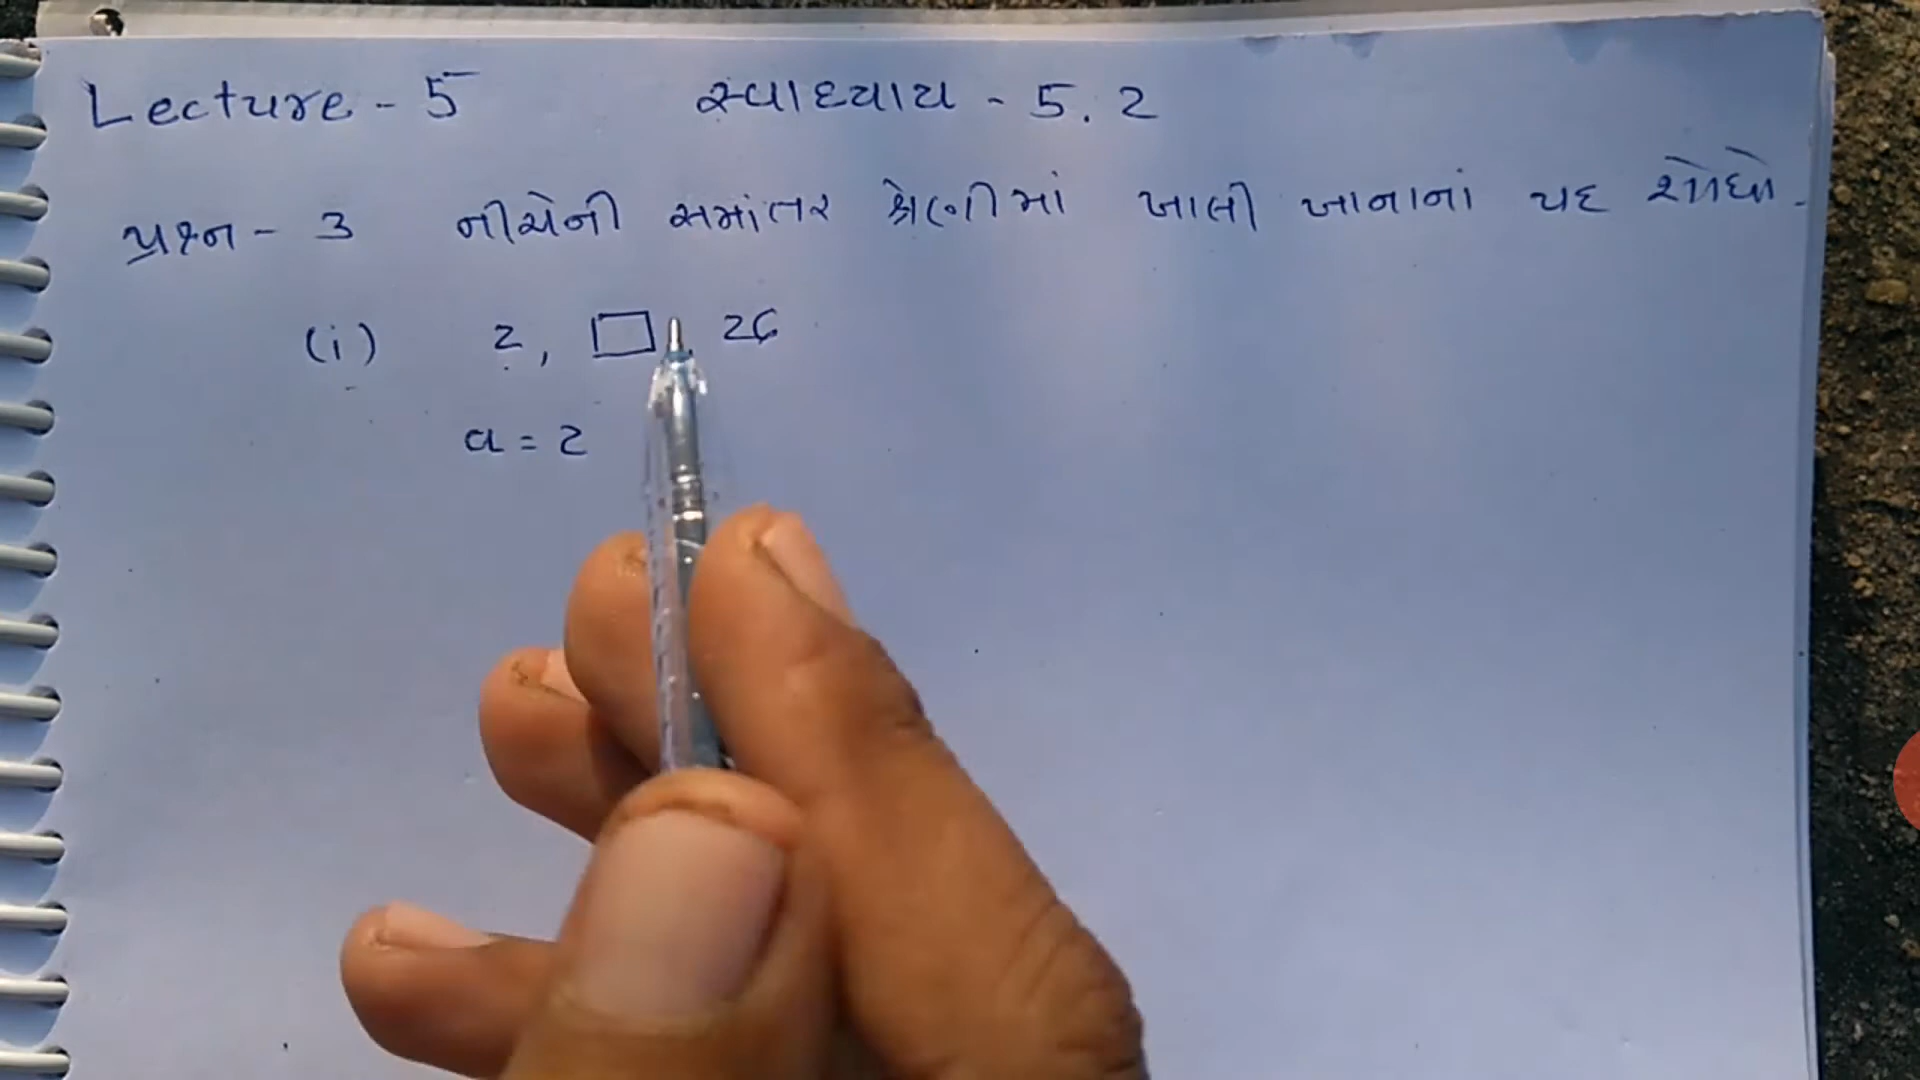 Lecture - 5 સ્વાધ્યાય - 5.2
પ્રશ્ન - 3 નીચેની સમાંતર શ્રેણીમાં ખાલી ખાનાનાં પદ શોધો.
(i) 2, □, 26
a = 2